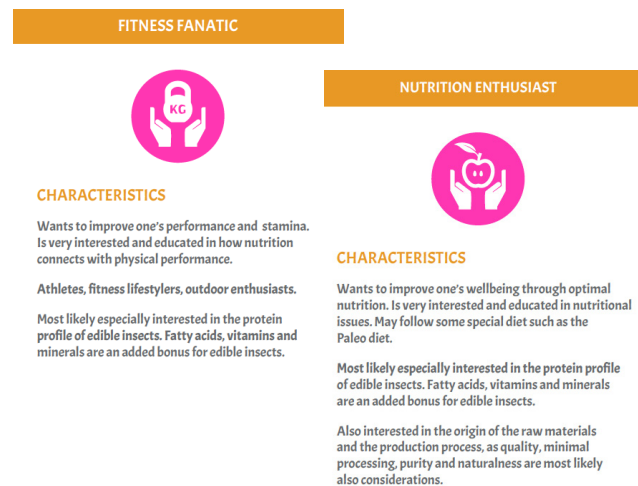 FITNESS FANATIC
KG
CHARACTERISTICS
Wants to improve one's performance and stamina.
Is very interested and educated in how nutrition
connects with physical performance.
Athletes, fitness lifestylers, outdoor enthusiasts.
Most likely especially interested in the protein
profile of edible insects. Fatty acids, vitamins and
minerals are an added bonus for edible insects.
NUTRITION ENTHUSIAST
CHARACTERISTICS
Wants to improve one's wellbeing through optimal
nutrition. Is very interested and educated in nutritional
issues. May follow some special diet such as the
Paleo diet.
Most likely especially interested in the protein profile
of edible insects. Fatty acids, vitamins and minerals
are an added bonus for edible insects.
Also interested in the origin of the raw materials
and the production process, as quality, minimal
processing, purity and naturalness are most likely
also considerations.